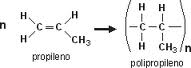 n
H H H H
C = C C — C
H CH3 H CH3 n
propileno polipropileno